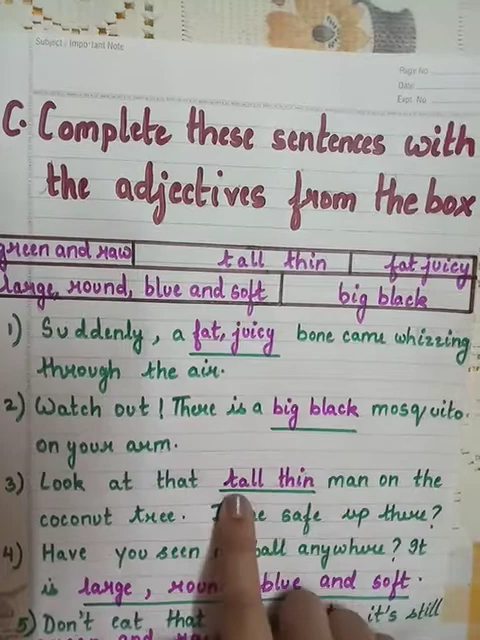 Subject : Important Note
Page No
Date
Expt. No
C. Complete these sentences with
the adjectives from the box
green and raw tall thin fat juicy
large, round, blue and soft big black
1) Suddenly, a fat, juicy bone came whizzing
through the air.
2) Watch out! There is a big black mosquito
on your arm.
3) Look at that tall thin man on the
coconut tree. safe up there?
4) Have you seen ball anywhere? It
is large, round blue and soft.
5) Don't eat that it's still